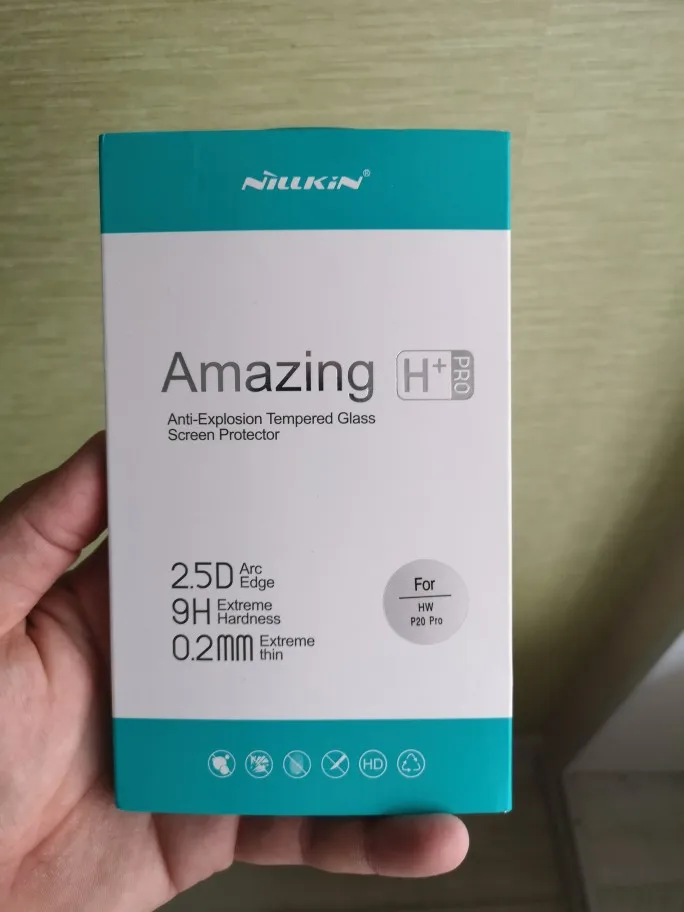 NILLKIN®
Amazing H+ PRO
Anti-Explosion Tempered Glass
Screen Protector
2.5D Arc
Edge
9H Extreme
Hardness
0.2mm Extreme
thin
For
HW
P20 Pro
HD